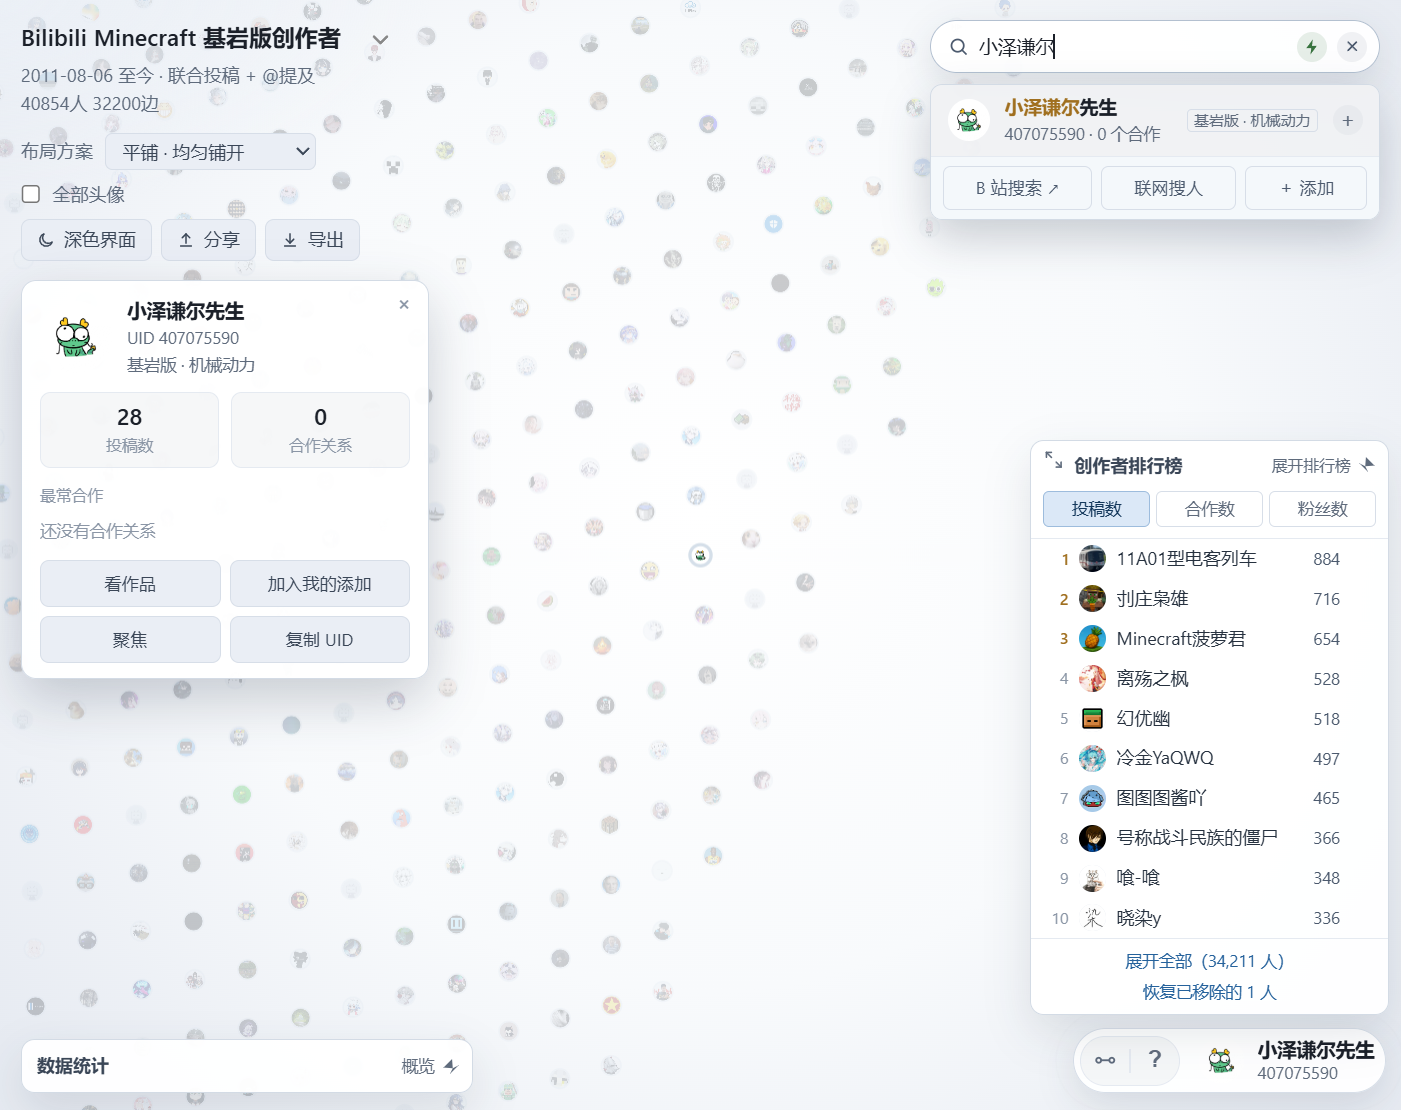 Bilibili Minecraft 基岩版创作者
2011-08-06 至今 · 联合投稿 + @提及
40854人 32200边
布局方案
平铺 · 均匀铺开
全部头像
深色界面
分享
导出
小泽谦尔先生
UID 407075590
基岩版 · 机械动力
28
投稿数
0
合作关系
最常合作
还没有合作关系
看作品
加入我的添加
聚焦
复制 UID
数据统计
概览
小泽谦尔
小泽谦尔先生
407075590 · 0 个合作
基岩版 · 机械动力
+
B 站搜索 ↗
联网搜人
+ 添加
创作者排行榜
展开排行榜
投稿数
合作数
粉丝数
1 11A01型电客列车 884
2 刌庄枭雄 716
3 Minecraft菠萝君 654
4 离殇之枫 528
5 幻优幽 518
6 冷金YaQWQ 497
7 图图图酱吖 465
8 号称战斗民族的僵尸 366
9 喰-喰 348
10 晓染y 336
展开全部（34,211 人）
恢复已移除的 1 人
?
小泽谦尔先生
407075590